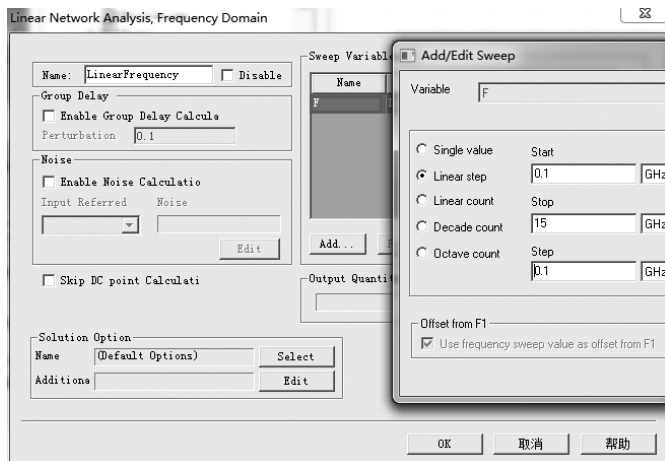 Linear Network Analysis, Frequency Domain
Name: LinearFrequency
Disable
Group Delay
Enable Group Delay Calcula
Perturbation 0.1
Noise
Enable Noise Calculatio
Input Referred Noise
Edit
Skip DC point Calculati
Solution Option
Name (Default Options) Select
Additiona Edit
Sweep Variabl
Name
F
Add...
Output Quanti
Add/Edit Sweep
Variable F
Single value
Linear step
Linear count
Decade count
Octave count
Start
0.1 GHz
Stop
15 GHz
Step
0.1 GHz
Offset from F1
Use frequency sweep value as offset from F1
OK 取消 帮助